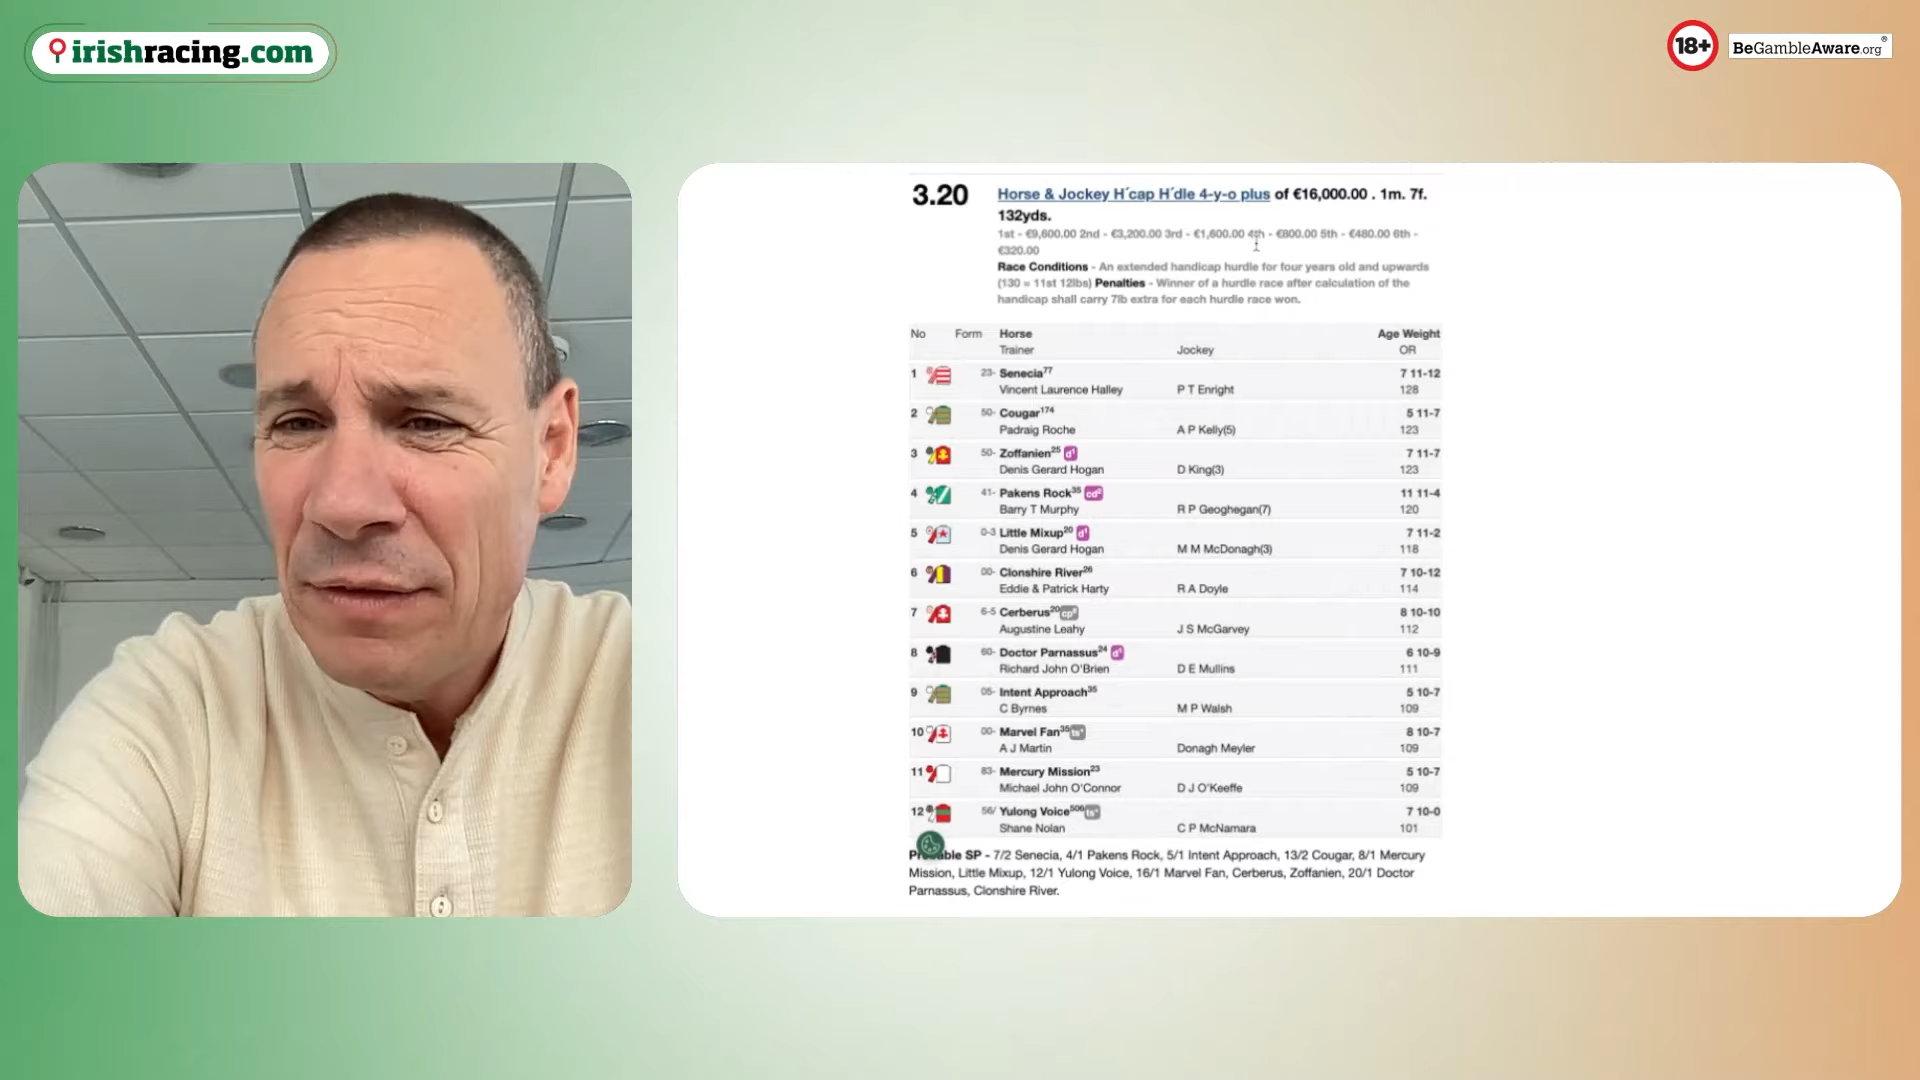 irishracing.com
18+
BeGambleAware.org®
3.20
Horse & Jockey H´cap H´dle 4-y-o plus of €16,000.00 . 1m. 7f.
132yds.
1st - €9,600.00 2nd - €3,200.00 3rd - €1,600.00 4th - €800.00 5th - €480.00 6th -
€320.00
Race Conditions - An extended handicap hurdle for four years old and upwards
(130 = 11st 12lbs) Penalties - Winner of a hurdle race after calculation of the
handicap shall carry 7lb extra for each hurdle race won.
No Form Horse Age Weight
Trainer Jockey OR
1 23- Senecia77 7 11-12
Vincent Laurence Halley P T Enright 128
2 50- Cougar174 5 11-7
Padraig Roche A P Kelly(5) 123
3 50- Zoffanien25 d1 7 11-7
Denis Gerard Hogan D King(3) 123
4 41- Pakens Rock35 cd2 11 11-4
Barry T Murphy R P Geoghegan(7) 120
5 0-3 Little Mixup20 d1 7 11-2
Denis Gerard Hogan M M McDonagh(3) 118
6 00- Clonshire River26 7 10-12
Eddie & Patrick Harty R A Doyle 114
7 6-5 Cerberus20 cp 8 10-10
Augustine Leahy J S McGarvey 112
8 60- Doctor Parnassus24 d1 6 10-9
Richard John O'Brien D E Mullins 111
9 05- Intent Approach35 5 10-7
C Byrnes M P Walsh 109
10 00- Marvel Fan35 ts 8 10-7
A J Martin Donagh Meyler 109
11 83- Mercury Mission23 5 10-7
Michael John O'Connor D J O'Keeffe 109
12 56/ Yulong Voice506 ts 7 10-0
Shane Nolan C P McNamara 101
SP - 7/2 Senecia, 4/1 Pakens Rock, 5/1 Intent Approach, 13/2 Cougar, 8/1 Mercury
Mission, Little Mixup, 12/1 Yulong Voice, 16/1 Marvel Fan, Cerberus, Zoffanien, 20/1 Doctor
Parnassus, Clonshire River.